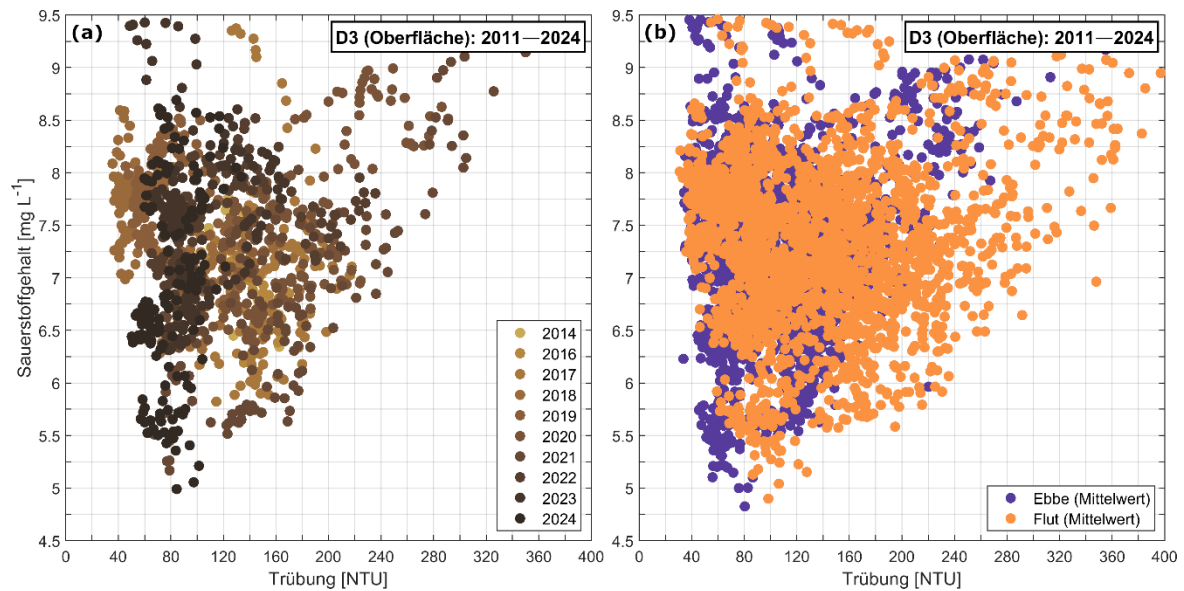 (a)
D3 (Oberfläche): 2011—2024
9.5
9
8.5
8
7.5
7
6.5
6
5.5
5
4.5
Sauerstoffgehalt [mg L-1]
2014
2016
2017
2018
2019
2020
2021
2022
2023
2024
0 40 80 120 160 200 240 280 320 360 400
Trübung [NTU]
(b)
D3 (Oberfläche): 2011—2024
9.5
9
8.5
8
7.5
7
6.5
6
5.5
5
4.5
Ebbe (Mittelwert)
Flut (Mittelwert)
0 40 80 120 160 200 240 280 320 360 400
Trübung [NTU]